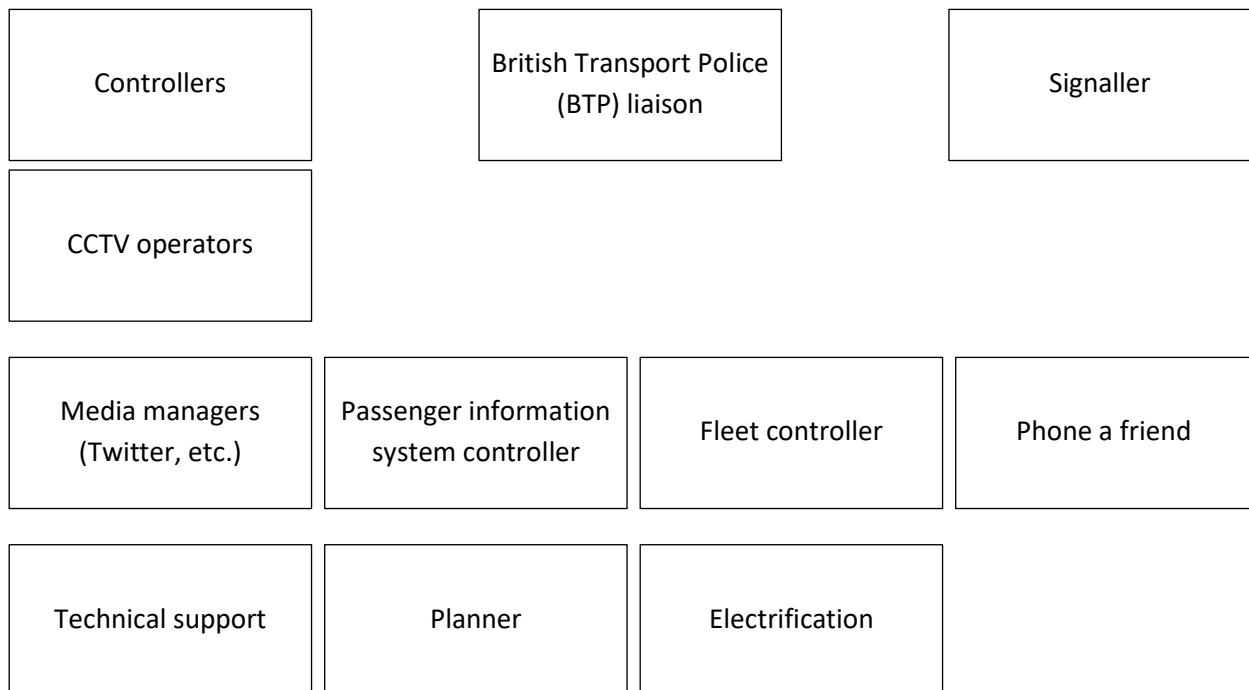 Controllers
British Transport Police
(BTP) liaison
Signaller
CCTV operators
Media managers
(Twitter, etc.)
Passenger information
system controller
Fleet controller
Phone a friend
Technical support
Planner
Electrification